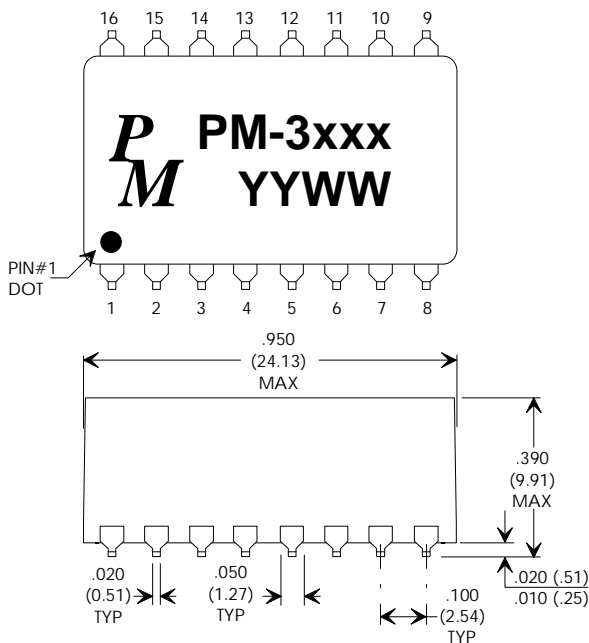 16 15 14 13 12 11 10 9
P PM-3xxx
M YYWW
PIN#1
DOT
1 2 3 4 5 6 7 8
.950
(24.13)
MAX
.390
(9.91)
MAX
.020
(0.51)
TYP
.050
(1.27)
TYP
.100
(2.54)
TYP
.020 (.51)
.010 (.25)